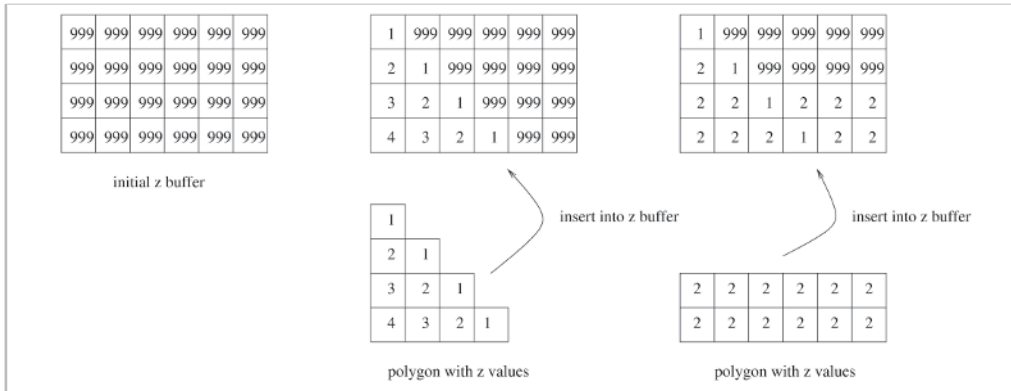 999 999 999 999 999 999
999 999 999 999 999 999
999 999 999 999 999 999
999 999 999 999 999 999
initial z buffer
1 999 999 999 999 999
2 1 999 999 999 999
3 2 1 999 999 999
4 3 2 1 999 999
insert into z buffer
1
2 1
3 2 1
4 3 2 1
polygon with z values
1 999 999 999 999 999
2 1 999 999 999 999
2 2 1 2 2 2
2 2 2 1 2 2
insert into z buffer
2 2 2 2 2 2
2 2 2 2 2 2
polygon with z values